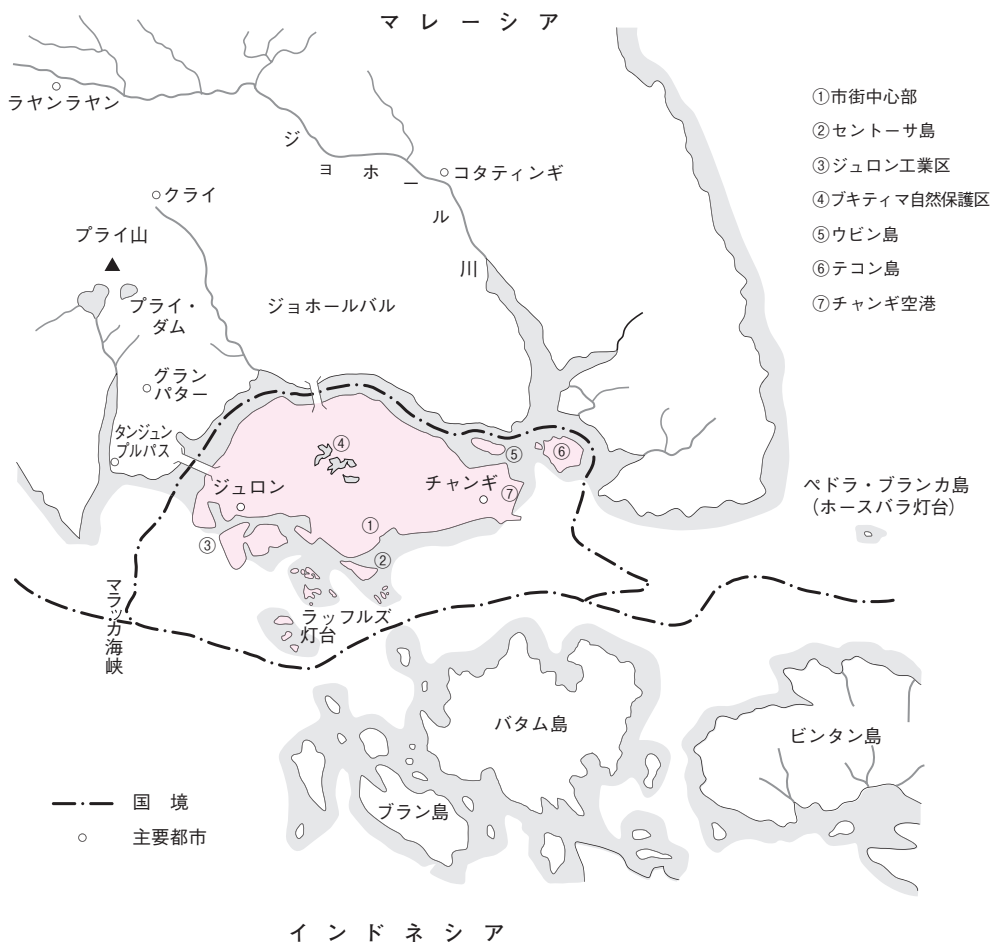 マレーシア
ラヤンラヤン
ジョホール川
コタティンギ
クライ
プライ山
プライ・
ダム
ジョホールバル
グラン
パター
タンジュン
プルパス
①市街中心部
②セントーサ島
③ジュロン工業区
④ブキティマ自然保護区
⑤ウビン島
⑥テコン島
⑦チャンギ空港
④
⑤
⑥
ジュロン
チャンギ
⑦
①
②
③
ペドラ・ブランカ島
(ホースバラ灯台)
マラッカ海峡
ラッフルズ
灯台
バタム島
ビンタン島
ブラン島
国 境
主要都市
インドネシア